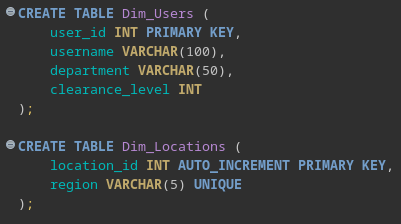 CREATE TABLE Dim_Users (
    user_id INT PRIMARY KEY,
    username VARCHAR(100),
    department VARCHAR(50),
    clearance_level INT
);

CREATE TABLE Dim_Locations (
    location_id INT AUTO_INCREMENT PRIMARY KEY,
    region VARCHAR(5) UNIQUE
);